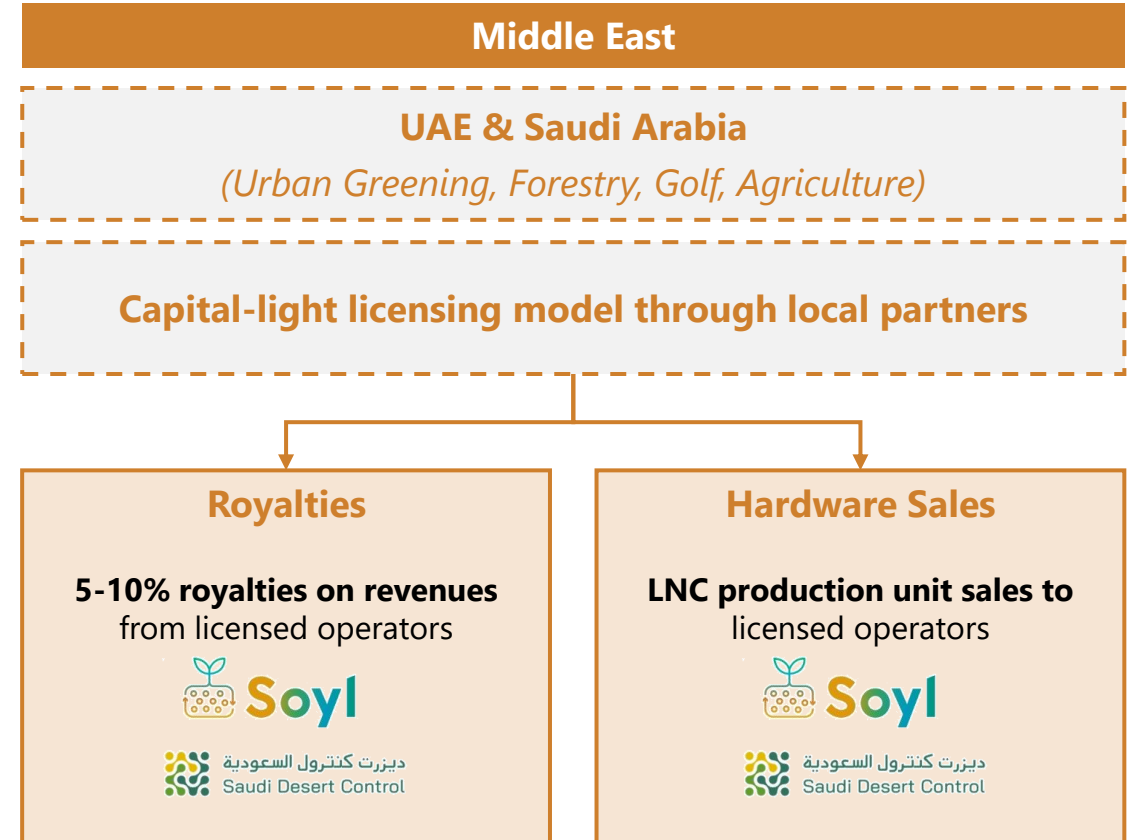 Middle East
UAE & Saudi Arabia
(Urban Greening, Forestry, Golf, Agriculture)
Capital-light licensing model through local partners
Royalties
5-10% royalties on revenues
from licensed operators
Soyl
ديزرت كنترول السعودية
Saudi Desert Control
Hardware Sales
LNC production unit sales to
licensed operators
Soyl
ديزرت كنترول السعودية
Saudi Desert Control